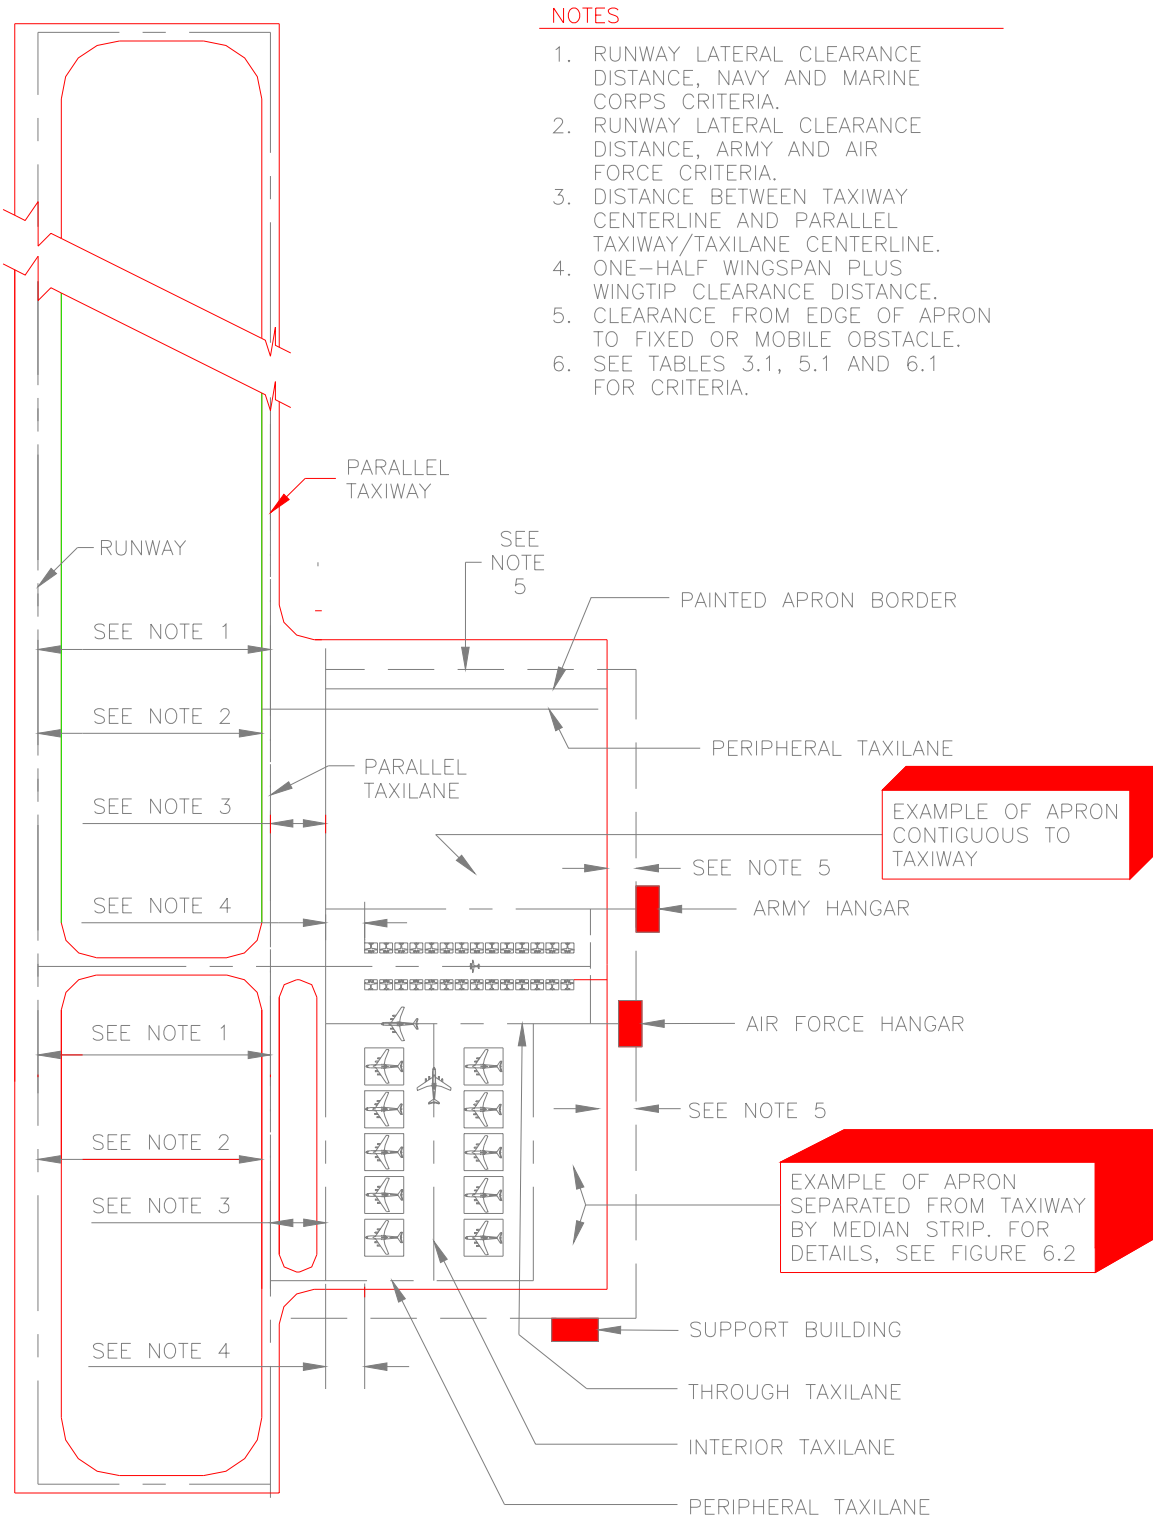 NOTES
1. RUNWAY LATERAL CLEARANCE
DISTANCE, NAVY AND MARINE
CORPS CRITERIA.
2. RUNWAY LATERAL CLEARANCE
DISTANCE, ARMY AND AIR
FORCE CRITERIA.
3. DISTANCE BETWEEN TAXIWAY
CENTERLINE AND PARALLEL
TAXIWAY/TAXILANE CENTERLINE.
4. ONE-HALF WINGSPAN PLUS
WINGTIP CLEARANCE DISTANCE.
5. CLEARANCE FROM EDGE OF APRON
TO FIXED OR MOBILE OBSTACLE.
6. SEE TABLES 3.1, 5.1 AND 6.1
FOR CRITERIA.
PARALLEL
TAXIWAY
RUNWAY
SEE
NOTE
5
PAINTED APRON BORDER
SEE NOTE 1
SEE NOTE 2
PERIPHERAL TAXILANE
PARALLEL
TAXILANE
SEE NOTE 3
EXAMPLE OF APRON
CONTIGUOUS TO
TAXIWAY
SEE NOTE 5
SEE NOTE 4
ARMY HANGAR
SEE NOTE 1
AIR FORCE HANGAR
SEE NOTE 5
SEE NOTE 2
EXAMPLE OF APRON
SEPARATED FROM TAXIWAY
BY MEDIAN STRIP. FOR
DETAILS, SEE FIGURE 6.2
SEE NOTE 3
SUPPORT BUILDING
SEE NOTE 4
THROUGH TAXILANE
INTERIOR TAXILANE
PERIPHERAL TAXILANE